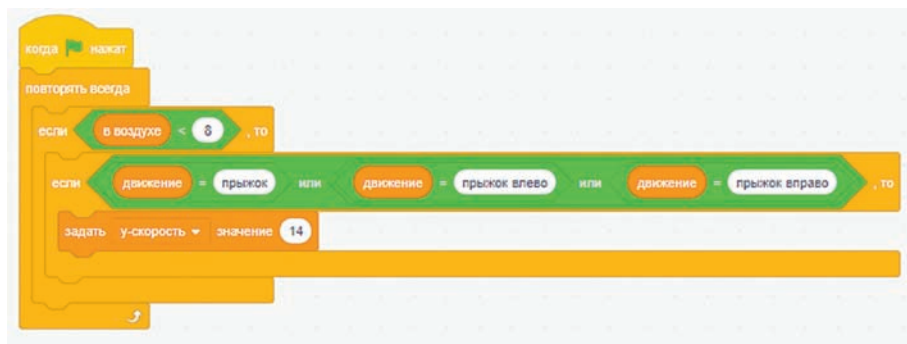 когда нажат
повторять всегда
если в воздухе < 8 , то
если движение = прыжок или движение = прыжок влево или движение = прыжок вправо , то
задать y-скорость значение 14